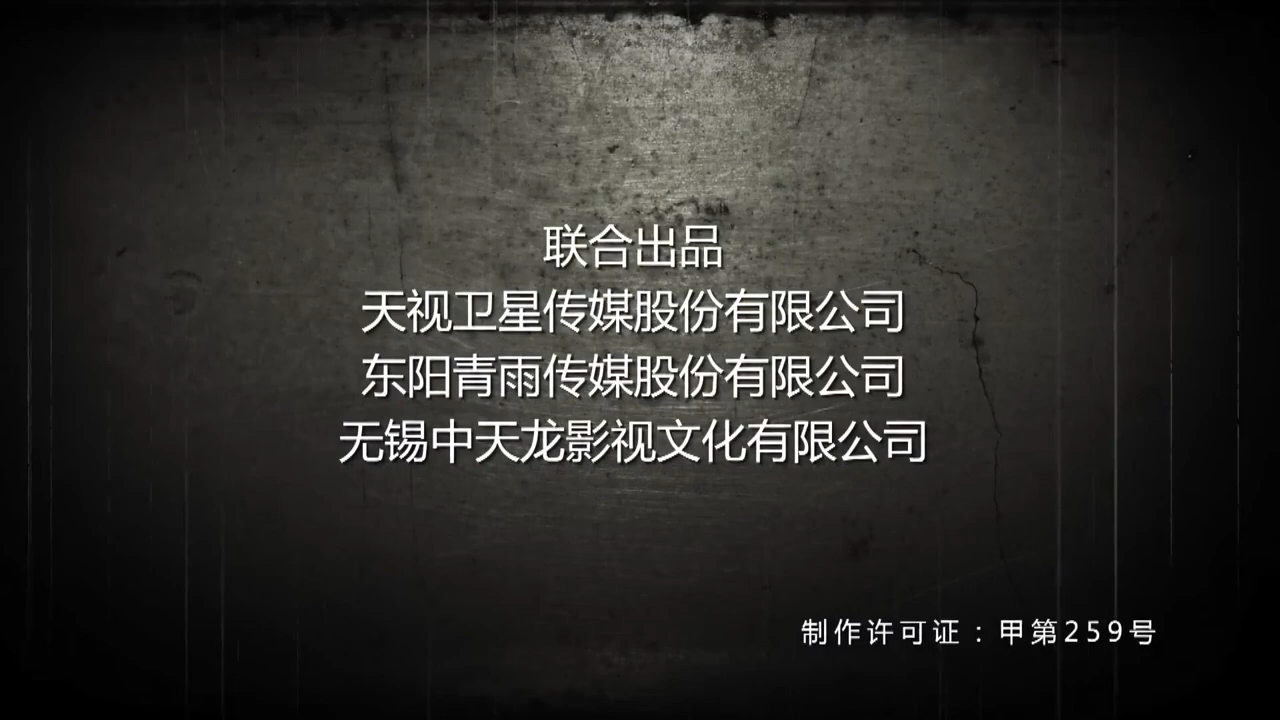 联合出品
天视卫星传媒股份有限公司
东阳青雨传媒股份有限公司
无锡中天龙影视文化有限公司
制作许可证：甲第259号